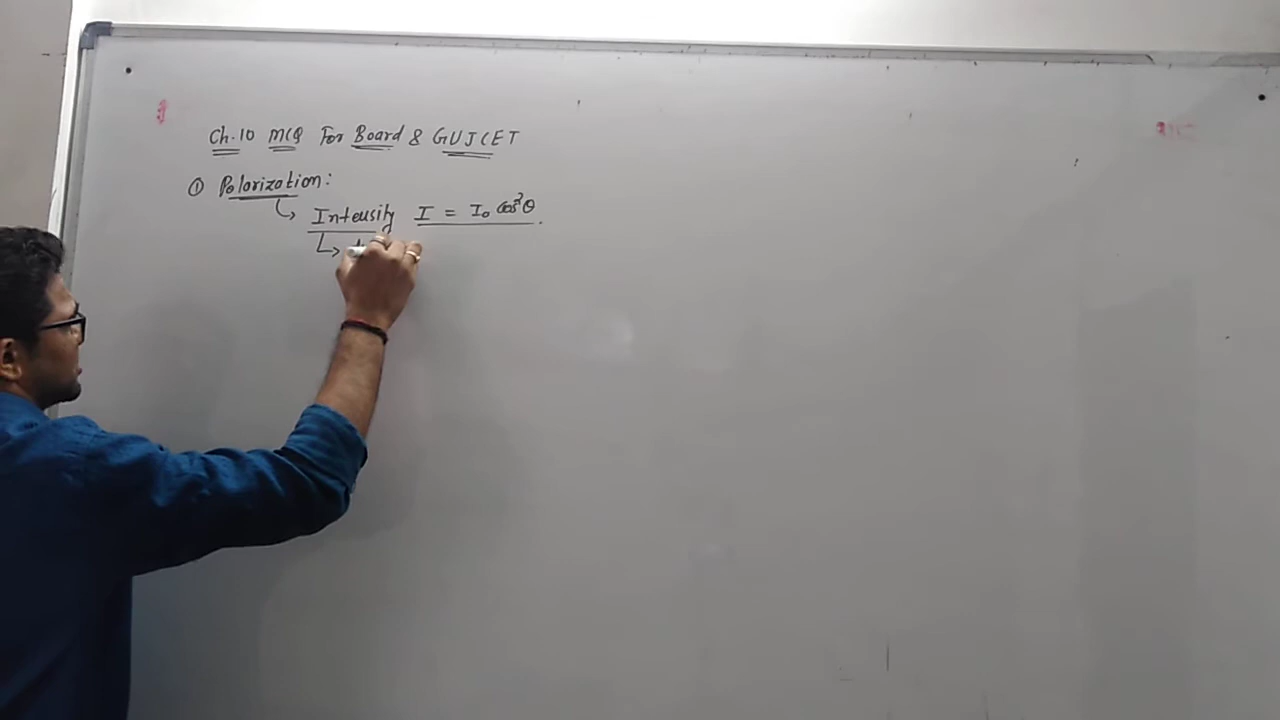 Ch.10 MCQ For Board & GUJCET
① Polarization:
↳ Intensity I = I₀ cos²θ.